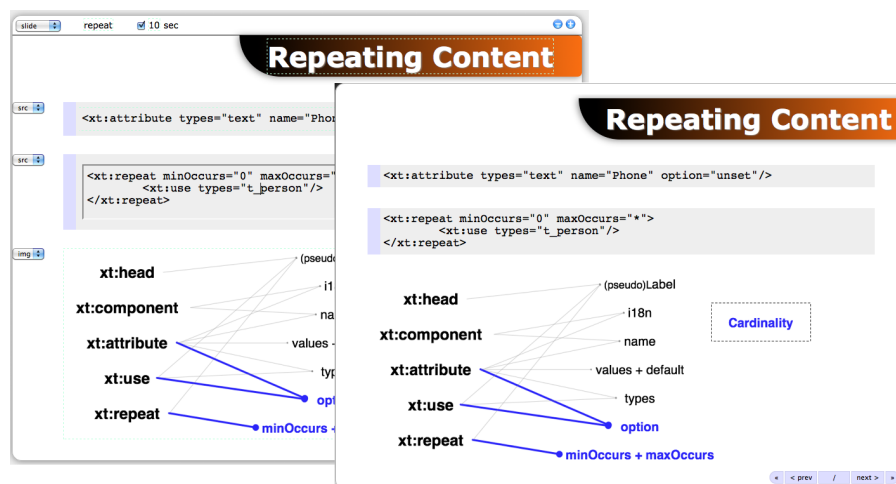 slide repeat 10 sec
Repeating Content
src
<xt:attribute types="text" name="Phon
src
<xt:repeat minOccurs="0" maxOccurs="
<xt:use types="t_person"/>
</xt:repeat>
img
(pseudo
xt:head
i1
xt:component
na
xt:attribute
values -
typ
xt:use
opt
xt:repeat
minOccurs +
Repeating Content
<xt:attribute types="text" name="Phone" option="unset"/>
<xt:repeat minOccurs="0" maxOccurs="*">
<xt:use types="t_person"/>
</xt:repeat>
(pseudo)Label
xt:head
i18n
Cardinality
xt:component
name
xt:attribute
values + default
types
xt:use
option
xt:repeat
minOccurs + maxOccurs
« < prev / next > »